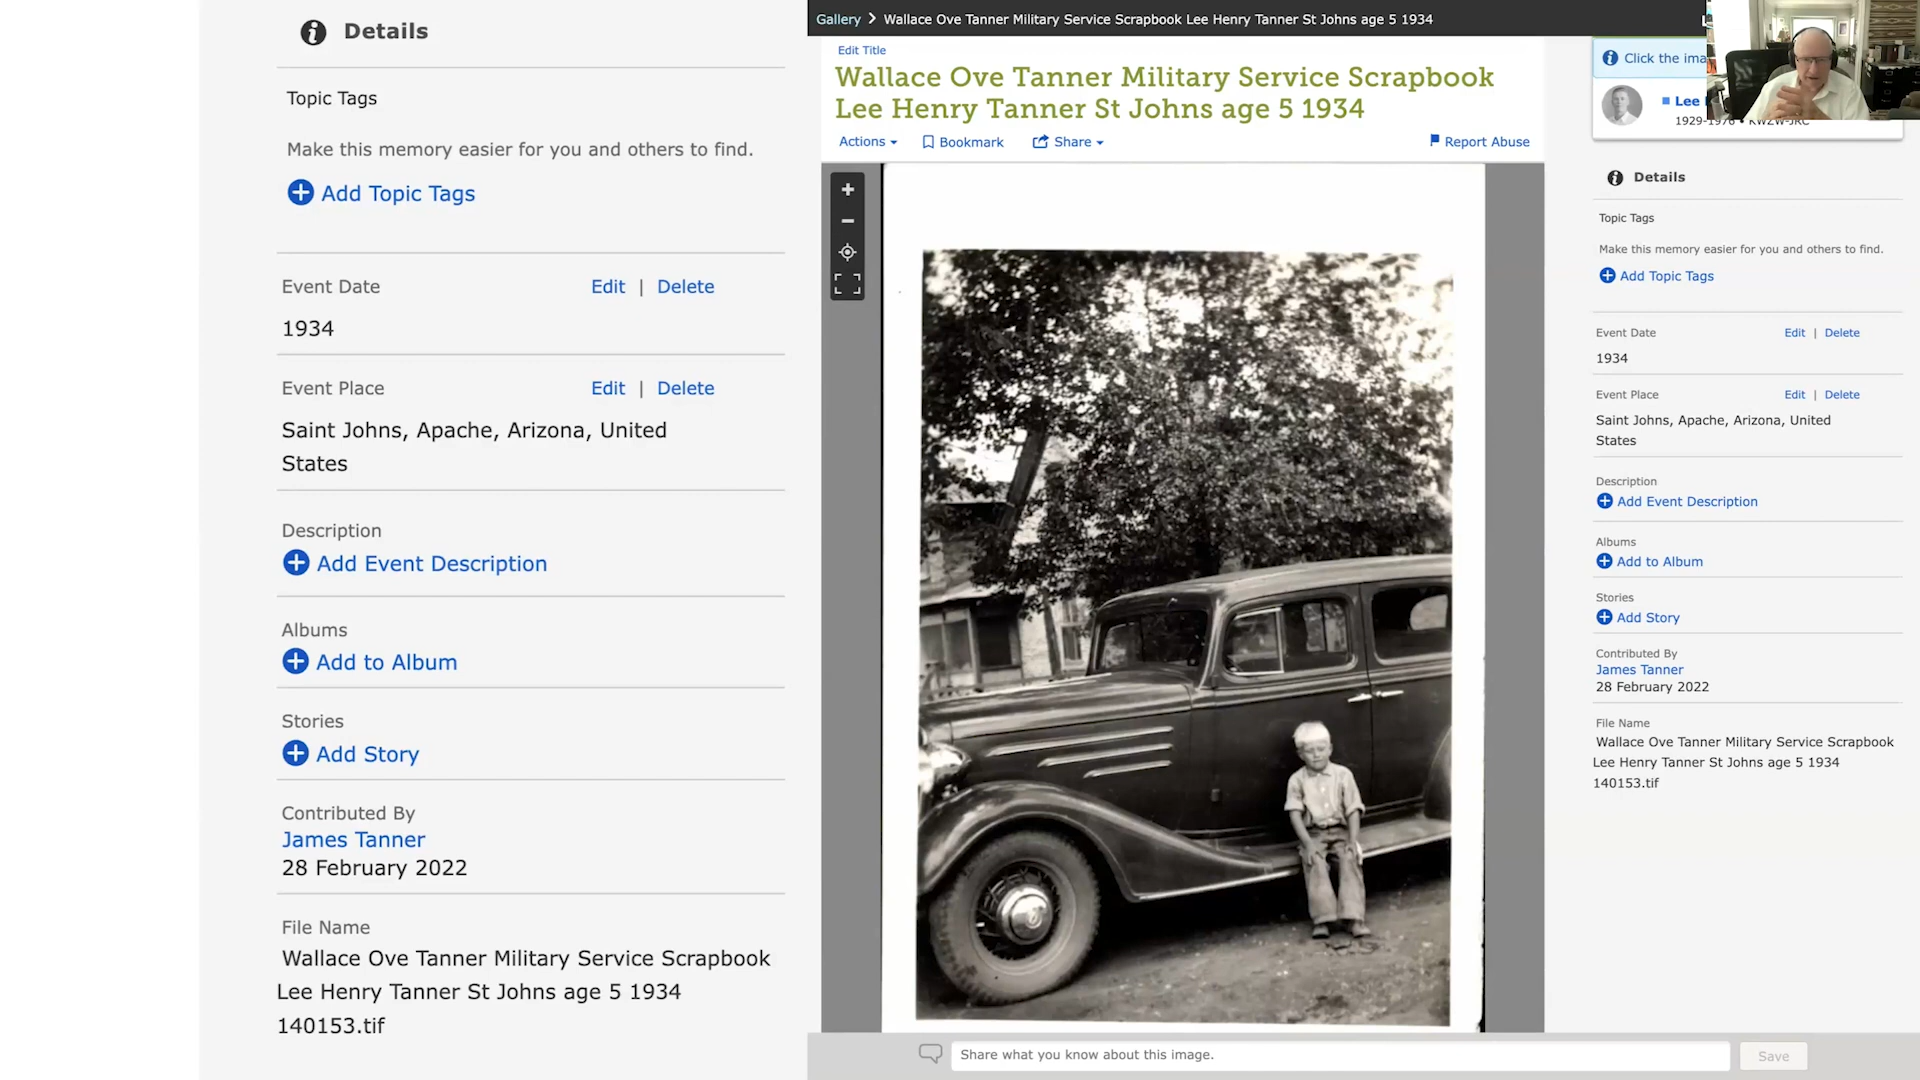 Details
Topic Tags
Make this memory easier for you and others to find.
Add Topic Tags
Event Date Edit | Delete
1934
Event Place Edit | Delete
Saint Johns, Apache, Arizona, United
States
Description
Add Event Description
Albums
Add to Album
Stories
Add Story
Contributed By
James Tanner
28 February 2022
File Name
Wallace Ove Tanner Military Service Scrapbook
Lee Henry Tanner St Johns age 5 1934
140153.tif
Gallery > Wallace Ove Tanner Military Service Scrapbook Lee Henry Tanner St Johns age 5 1934
Edit Title
Wallace Ove Tanner Military Service Scrapbook
Lee Henry Tanner St Johns age 5 1934
Actions Bookmark Share Report Abuse
Share what you know about this image.
Save
Click the
Lee
1929-1976 • KWZW-JRC
Details
Topic Tags
Make this memory easier for you and others to find.
Add Topic Tags
Event Date Edit | Delete
1934
Event Place Edit | Delete
Saint Johns, Apache, Arizona, United
States
Description
Add Event Description
Albums
Add to Album
Stories
Add Story
Contributed By
James Tanner
28 February 2022
File Name
Wallace Ove Tanner Military Service Scrapbook
Lee Henry Tanner St Johns age 5 1934
140153.tif